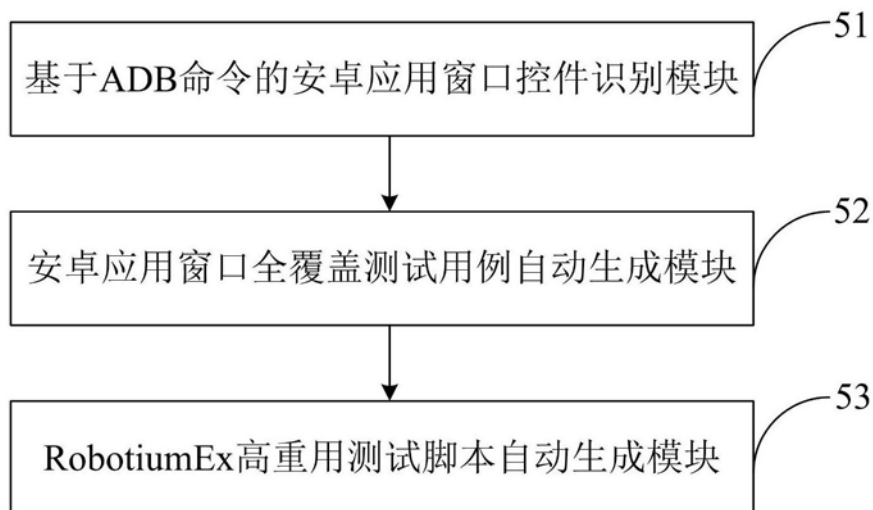 51
基于ADB命令的安卓应用窗口控件识别模块
52
安卓应用窗口全覆盖测试用例自动生成模块
53
RobotiumEx高重用测试脚本自动生成模块